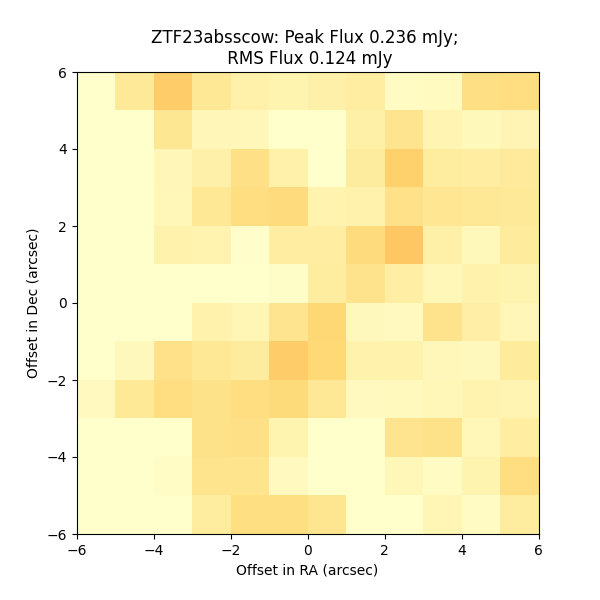 ZTF23absscow: Peak Flux 0.236 mJy;
RMS Flux 0.124 mJy
6
4
2
0
−2
−4
−6
Offset in Dec (arcsec)
−6 −4 −2 0 2 4 6
Offset in RA (arcsec)